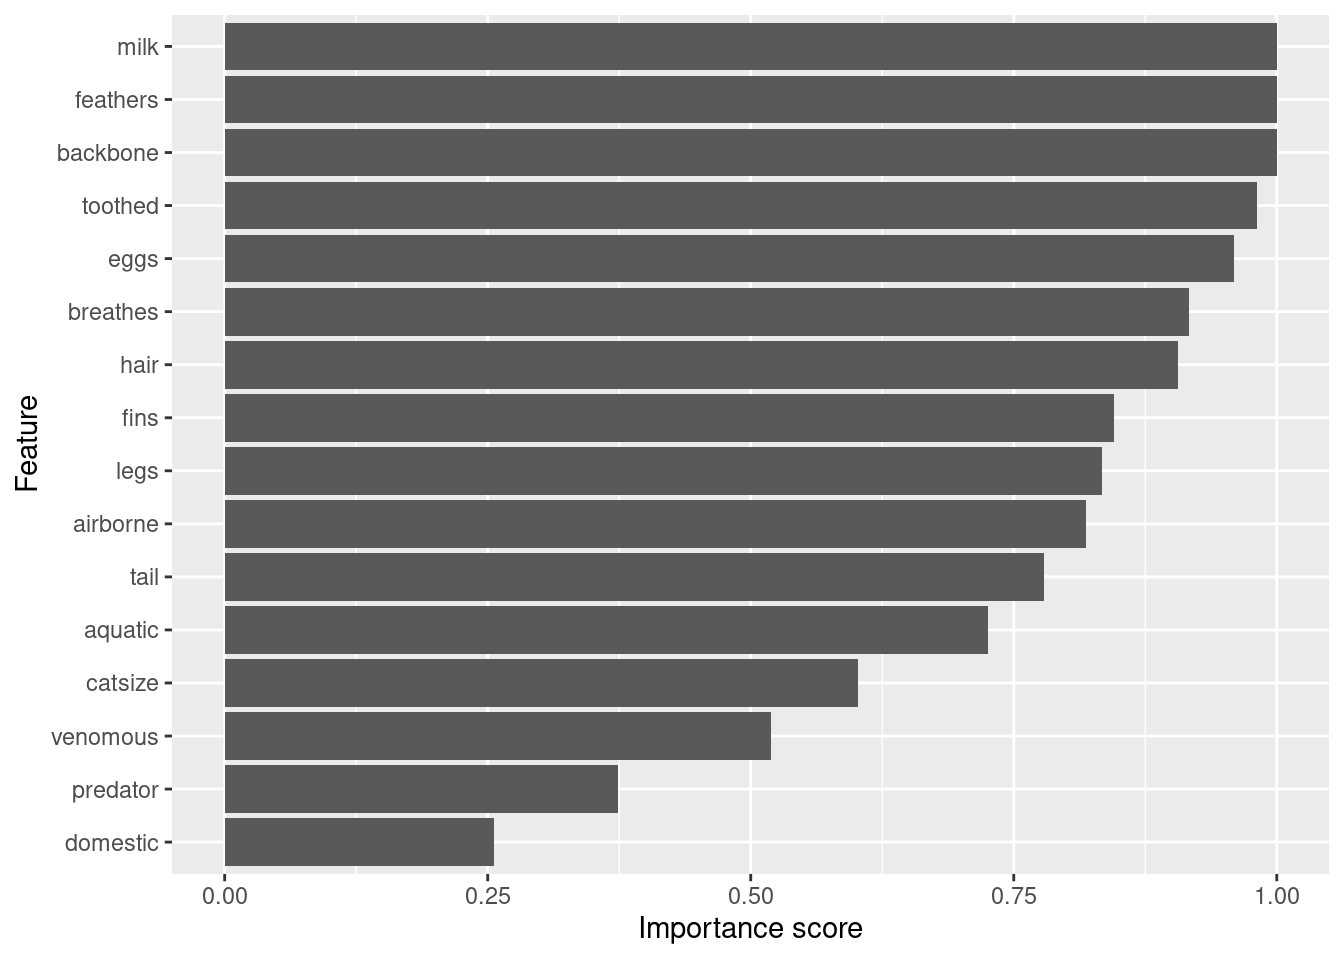 milk
feathers
backbone
toothed
eggs
breathes
hair
fins
legs
airborne
tail
aquatic
catsize
venomous
predator
domestic
Feature
0.00 0.25 0.50 0.75 1.00
Importance score